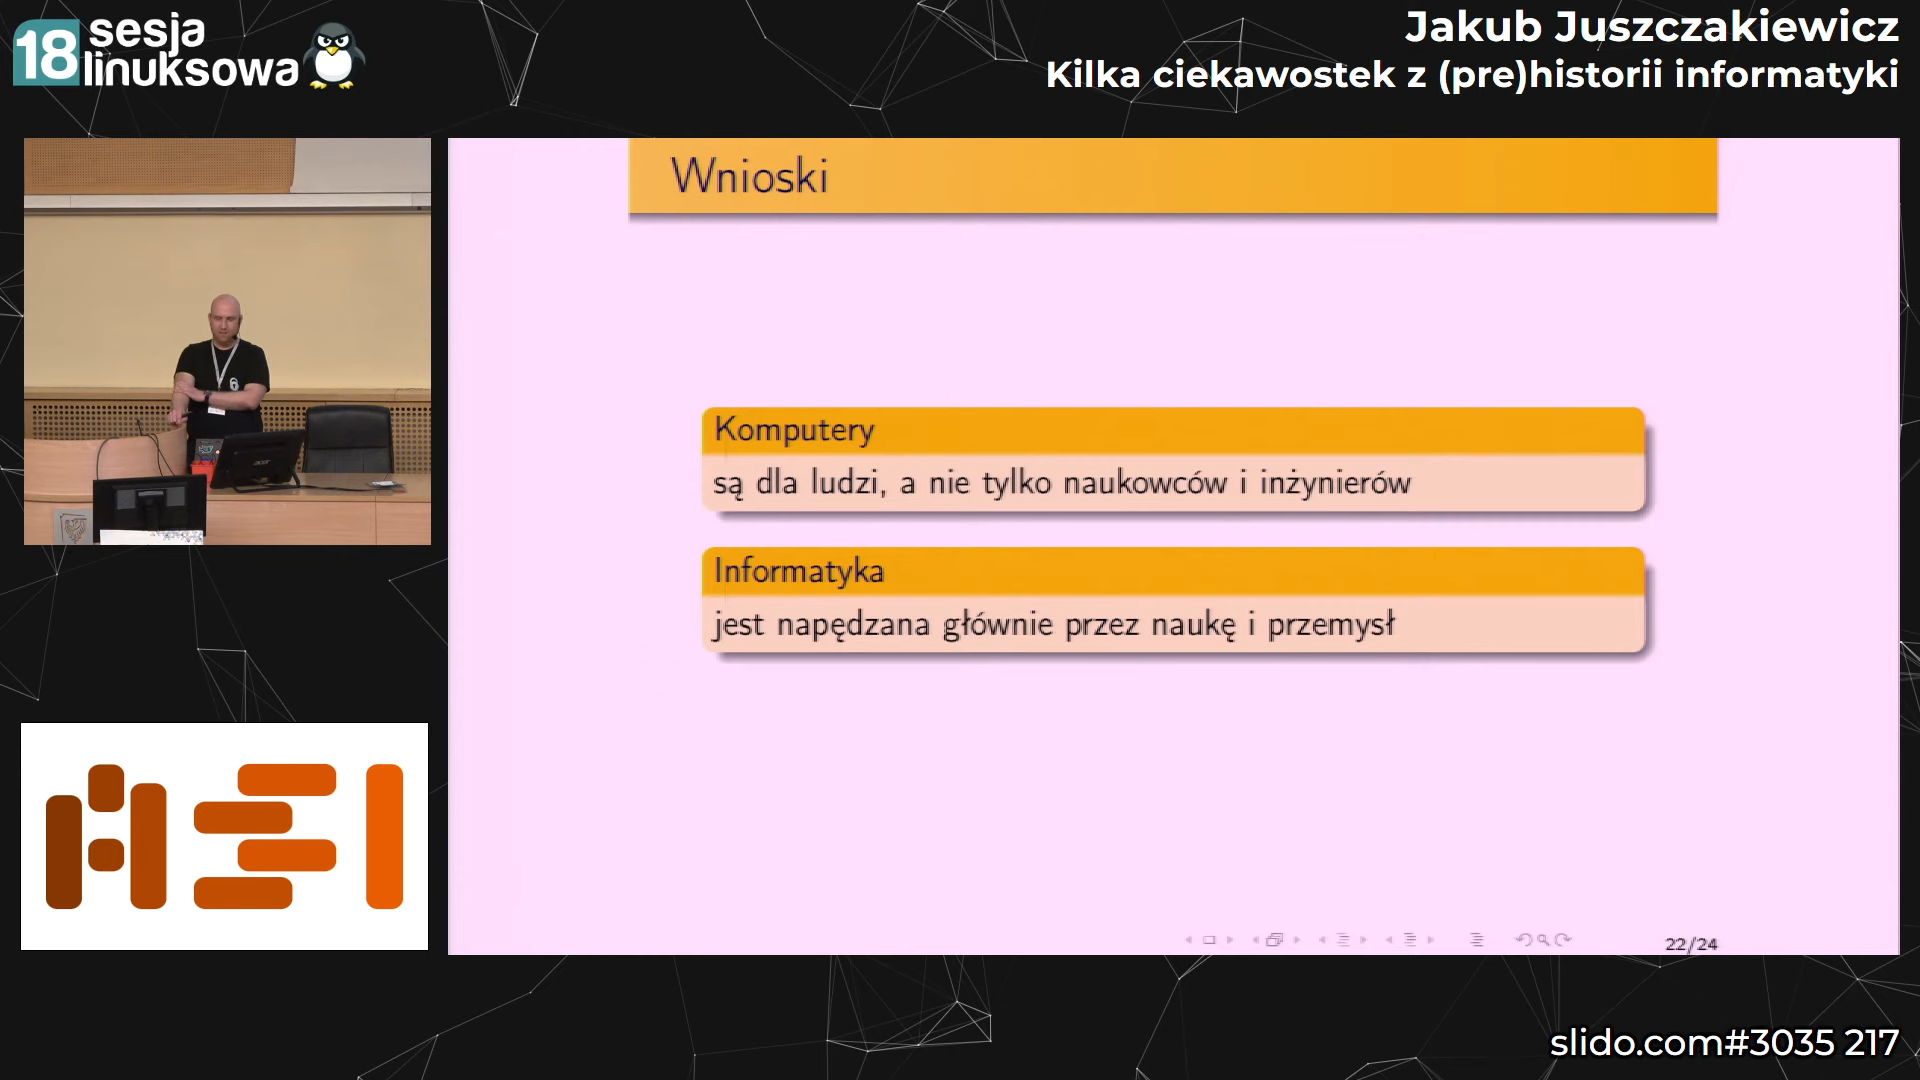 18 sesja
linuksowa
Jakub Juszczakiewicz
Kilka ciekawostek z (pre)historii informatyki
Wnioski
Komputery
są dla ludzi, a nie tylko naukowców i inżynierów
Informatyka
jest napędzana głównie przez naukę i przemysł
22/24
slido.com#3035 217